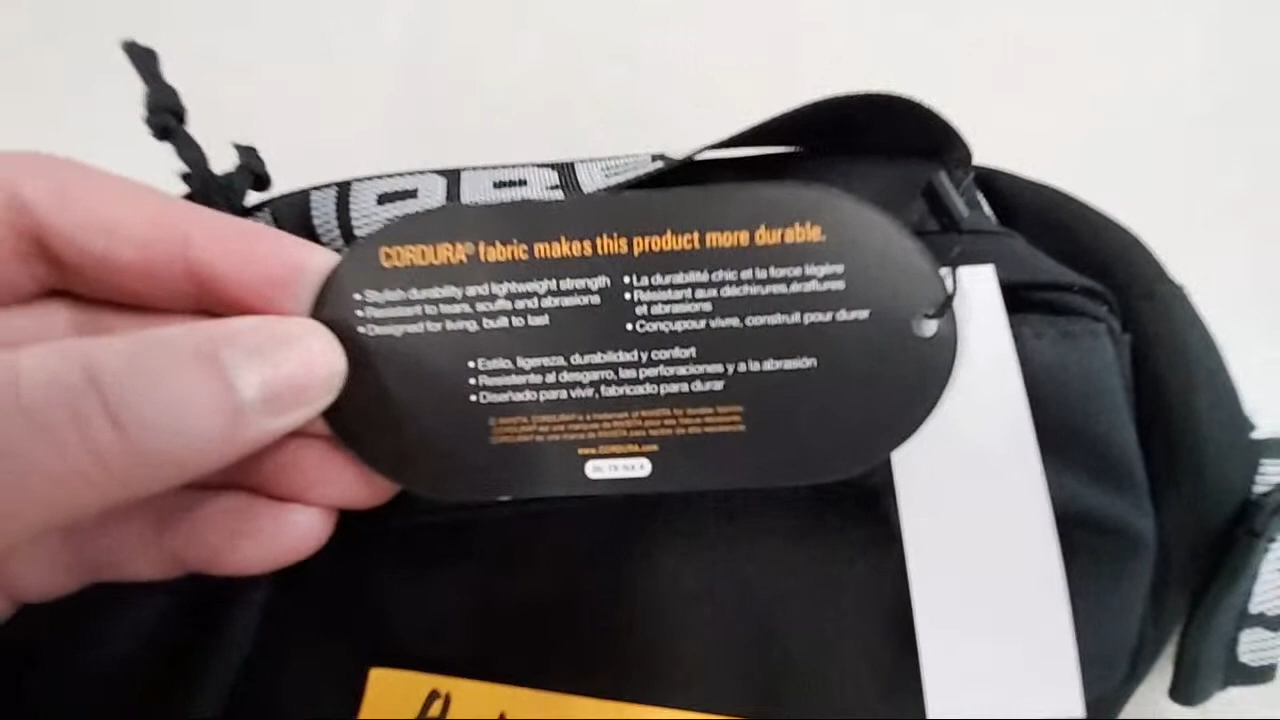 CORDURA® fabric makes this product more durable.
• Stylish durability and lightweight strength
• Resistant to tears, scuffs and abrasions
• Designed for living, built to last
• La durabilité chic et la force légère
• Résistant aux déchirures,éraflures
et abrasions
• Conçupour vivre, construit pour durer
• Estilo, ligereza, durabilidad y confort
• Resistente al desgarro, las perforaciones y a la abrasión
• Diseñado para vivir, fabricado para durar
www.CORDURA.com